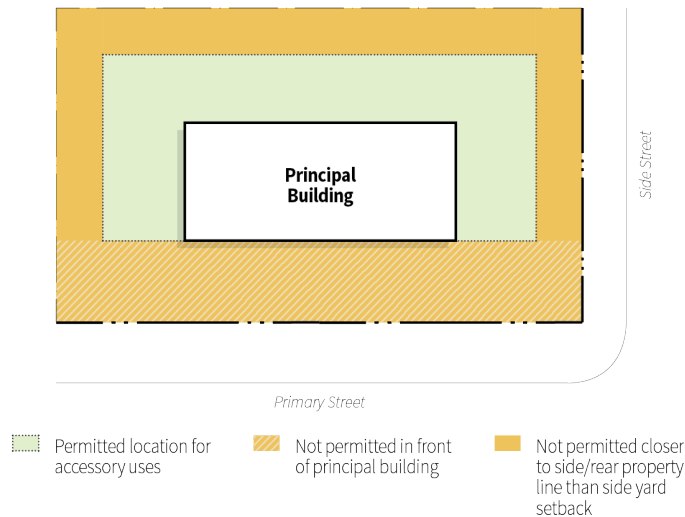 Principal
Building
Side Street
Primary Street
Permitted location for
accessory uses
Not permitted in front
of principal building
Not permitted closer
to side/rear property
line than side yard
setback